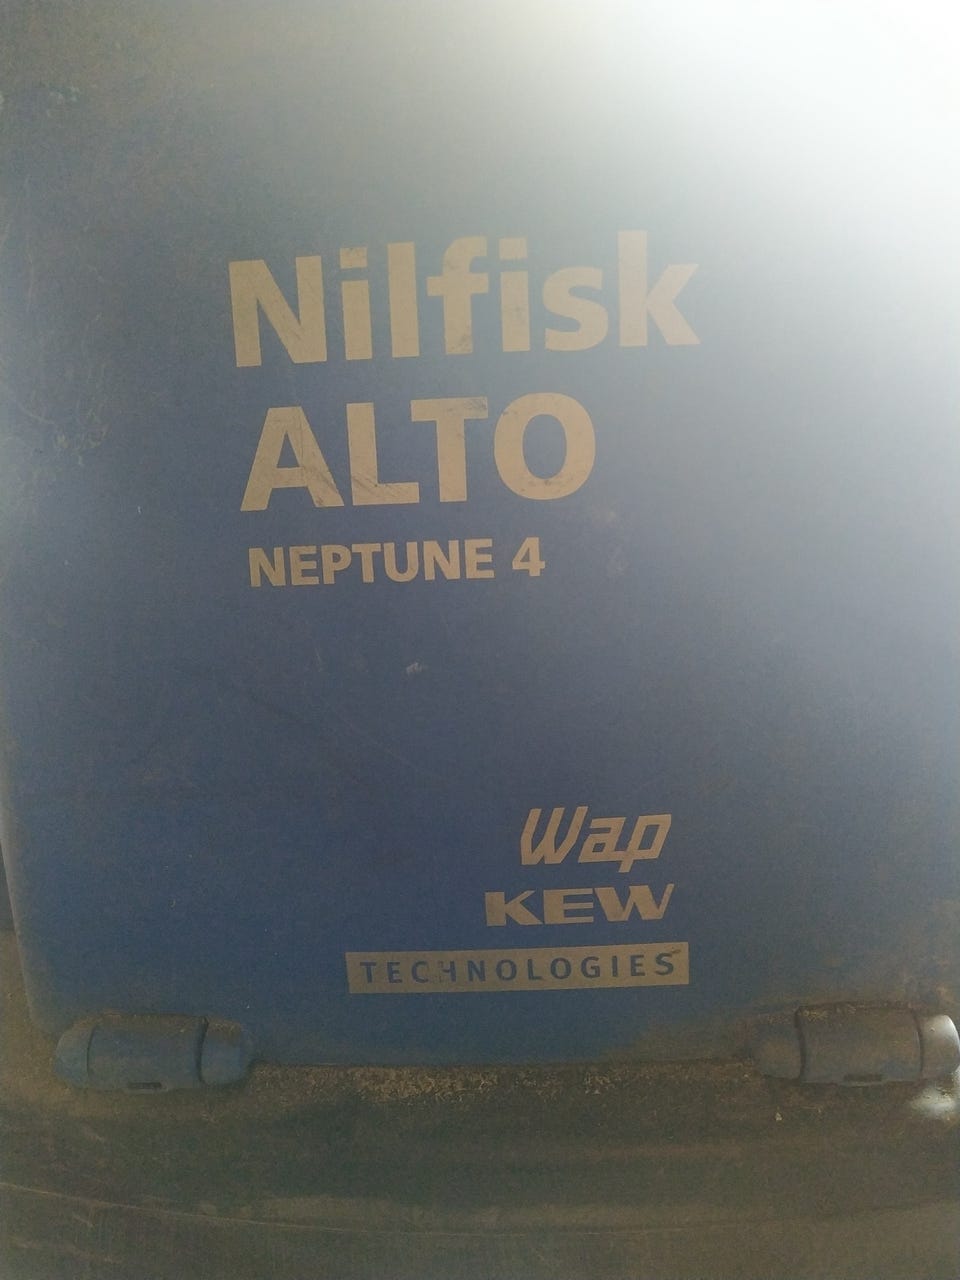 Nilfisk
ALTO
NEPTUNE 4
Wap
KEW
TECHNOLOGIES